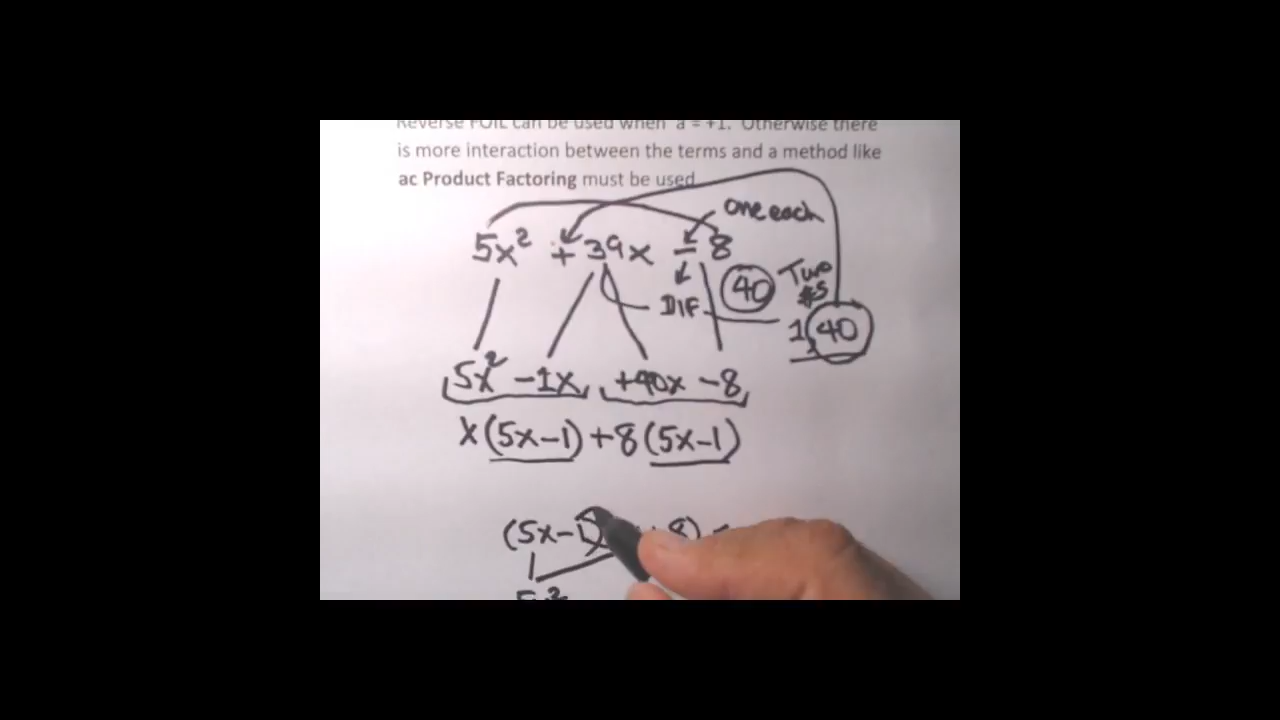 Reverse FOIL can be used when a = +1. Otherwise there
is more interaction between the terms and a method like
ac Product Factoring must be used
one each
5x² + 39x - 8
DIF 40 Two #s
1, 40
5x² - 1x + 40x - 8
x (5x-1) + 8 (5x-1)
(5x-1) 8)
5x²